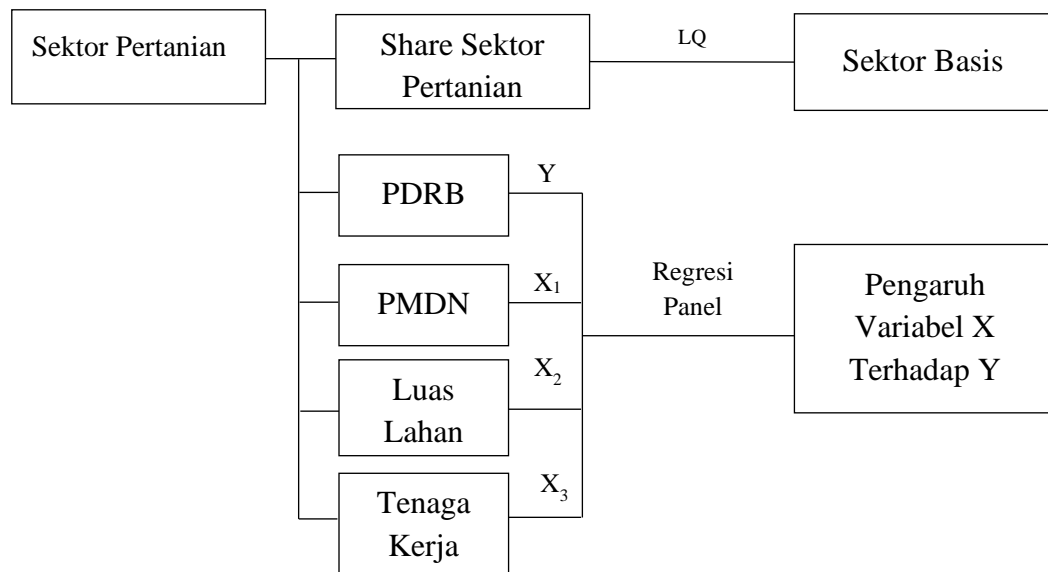 Sektor Pertanian
Share Sektor
Pertanian
LQ
Sektor Basis
PDRB
Y
PMDN
X1
Luas
Lahan
X2
Tenaga
Kerja
X3
Regresi
Panel
Pengaruh
Variabel X
Terhadap Y